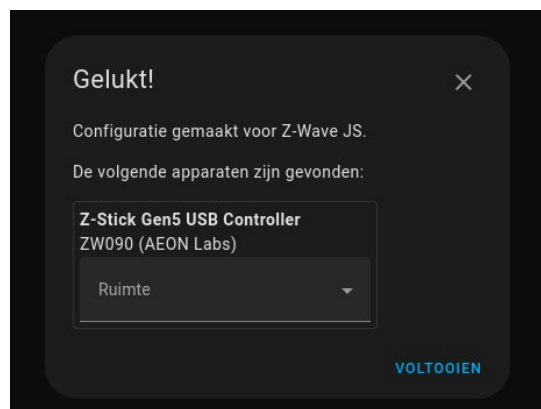 Gelukt!
Configuratie gemaakt voor Z-Wave JS.
De volgende apparaten zijn gevonden:
Z-Stick Gen5 USB Controller
ZW090 (AEON Labs)
Ruimte
VOLTOOIEN